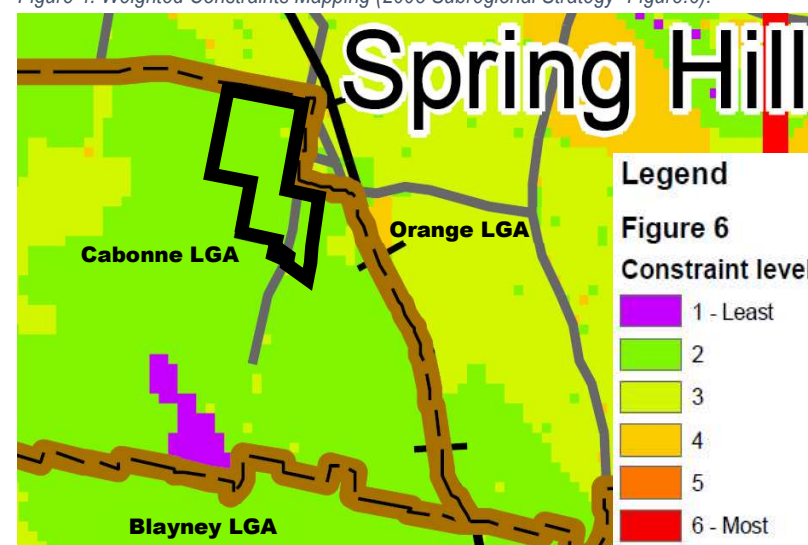 Spring Hill
Legend
Figure 6
Constraint level
1 - Least
2
3
4
5
6 - Most
Orange LGA
Cabonne LGA
Blayney LGA